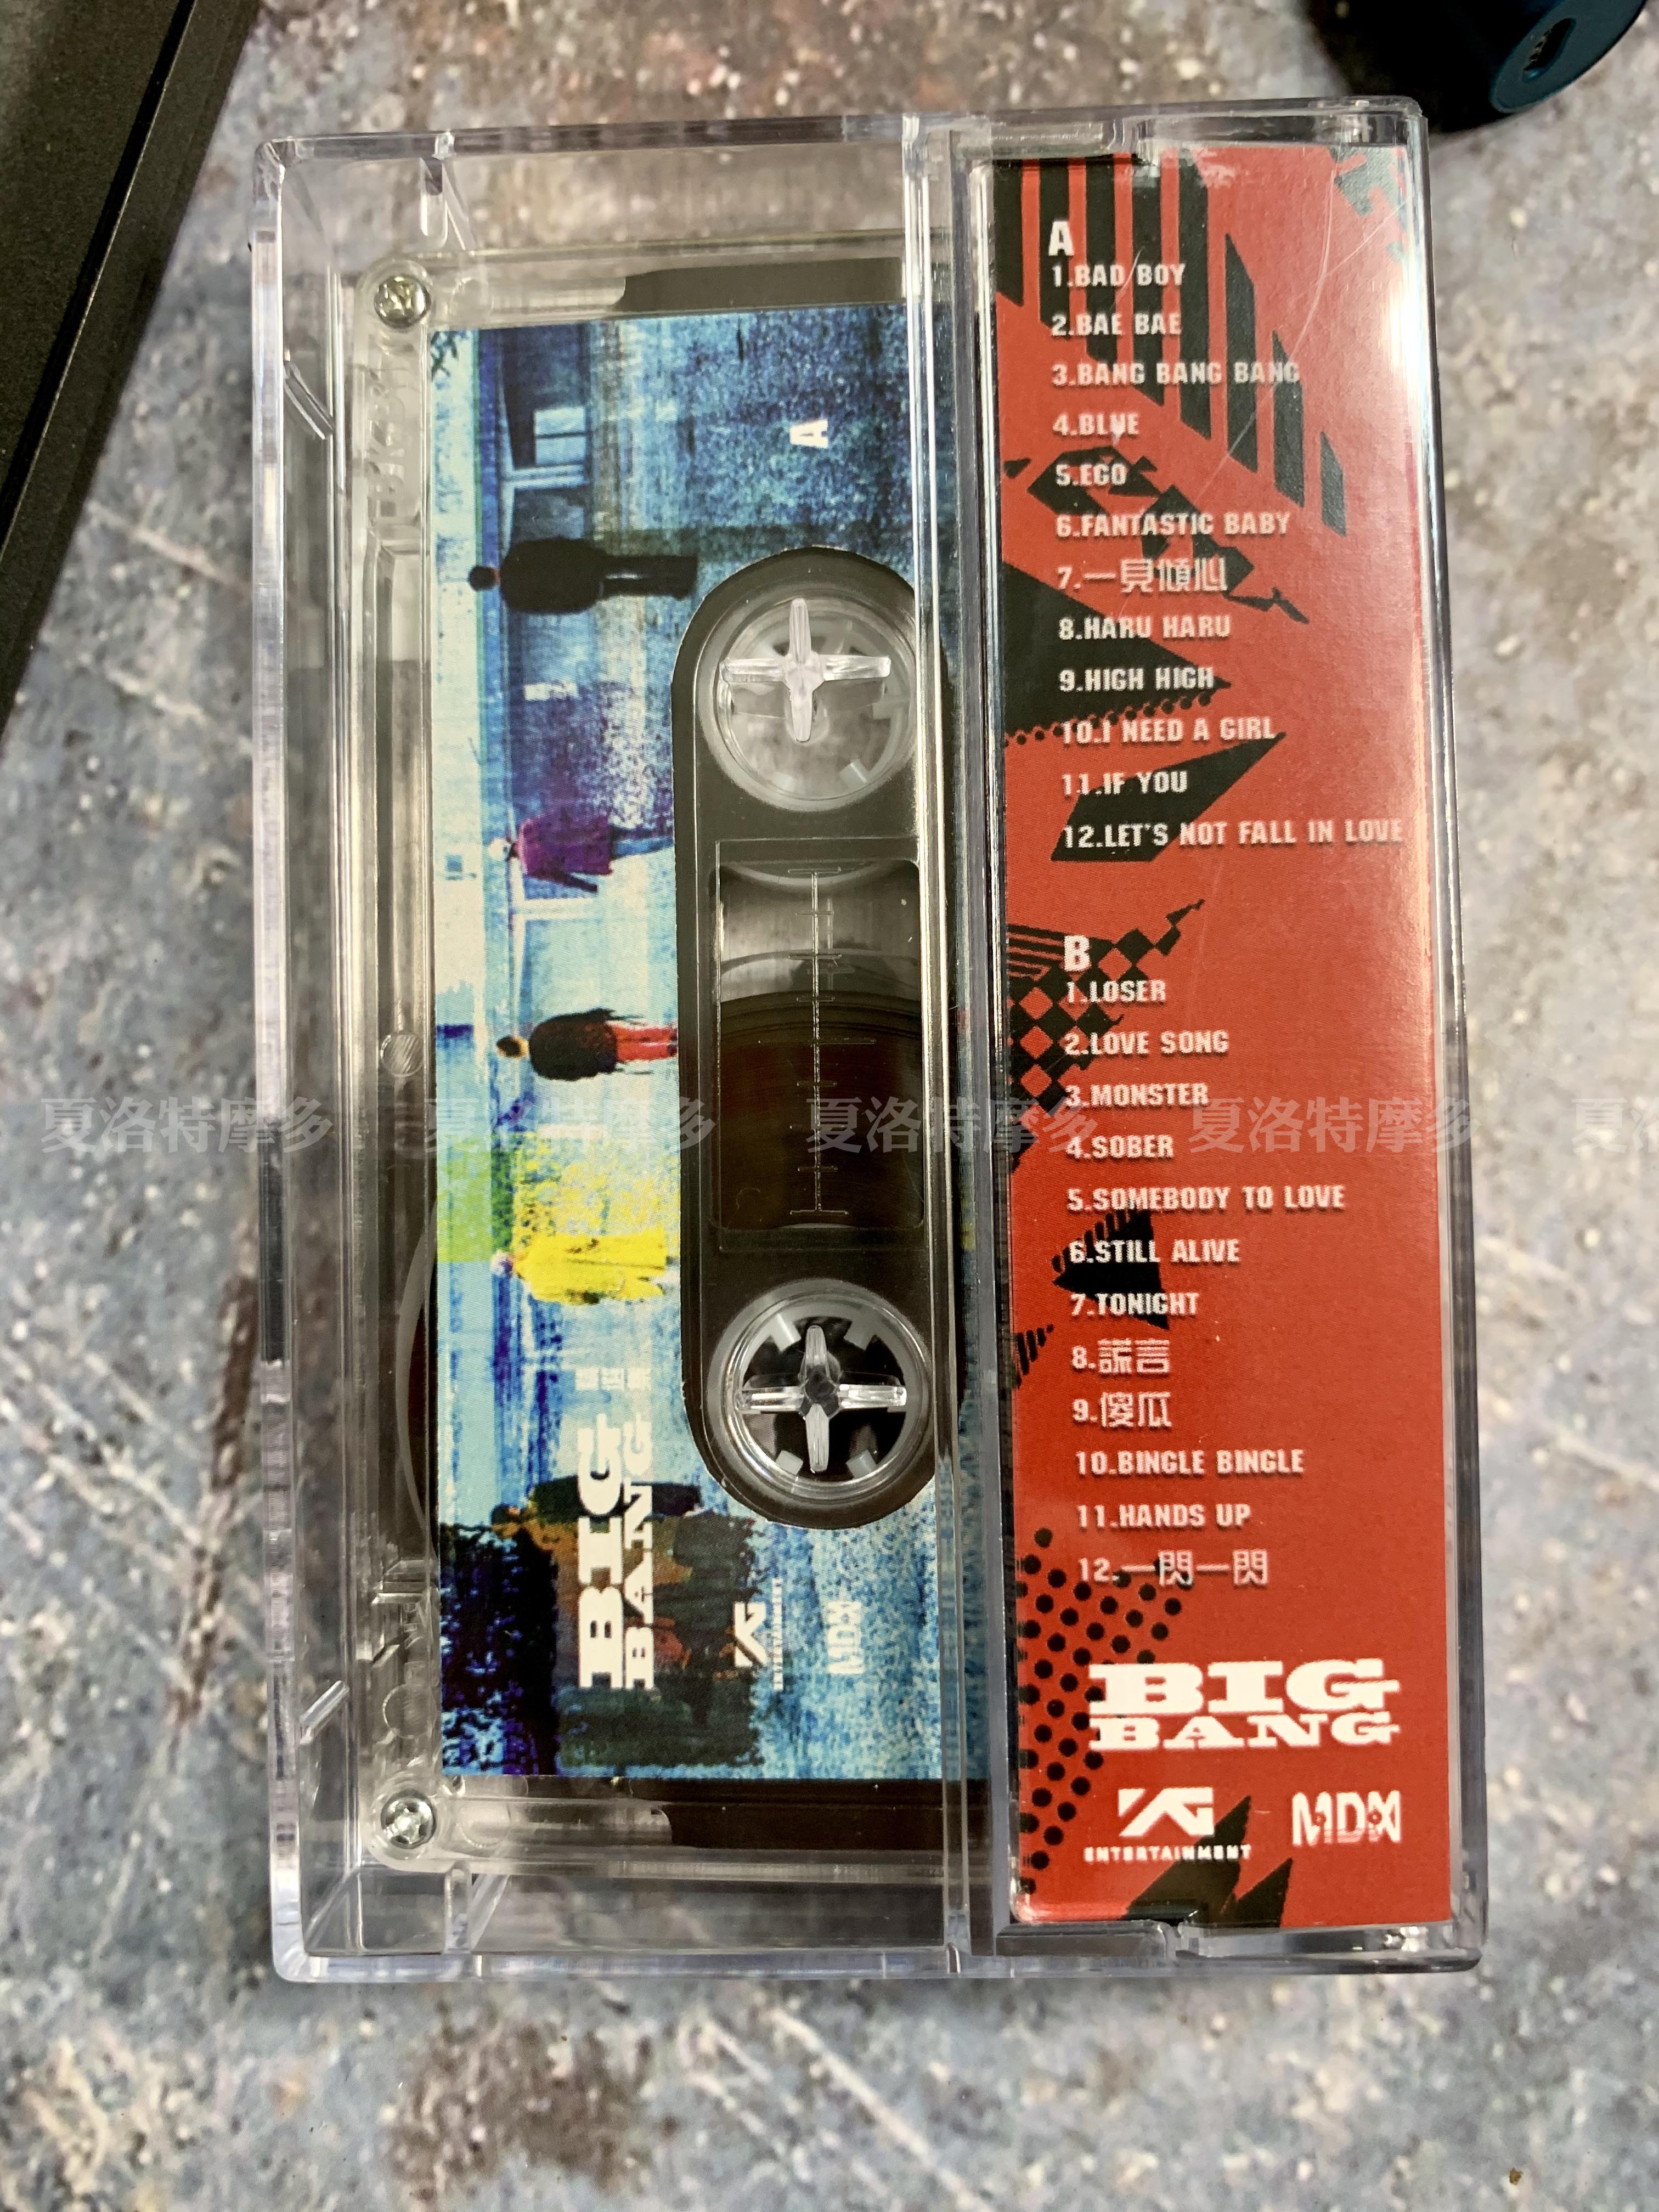 A
1.BAD BOY
2.BAE BAE
3.BANG BANG BANG
4.BLUE
5.EGO
6.FANTASTIC BABY
7.一見傾心
8.HARU HARU
9.HIGH HIGH
10.I NEED A GIRL
11.IF YOU
12.LET'S NOT FALL IN LOVE
B
1.LOSER
2.LOVE SONG
3.MONSTER
4.SOBER
5.SOMEBODY TO LOVE
6.STILL ALIVE
7.TONIGHT
8.謊言
9.傻瓜
10.BINGLE BINGLE
11.HANDS UP
12.一閃一閃
BIG
BANG
YG
ENTERTAINMENT
MDX
A
BIG
BANG
YG
ENTERTAINMENT
MDX
夏洛特摩多 夏洛特摩多 夏洛特摩多 夏洛特摩多 夏洛